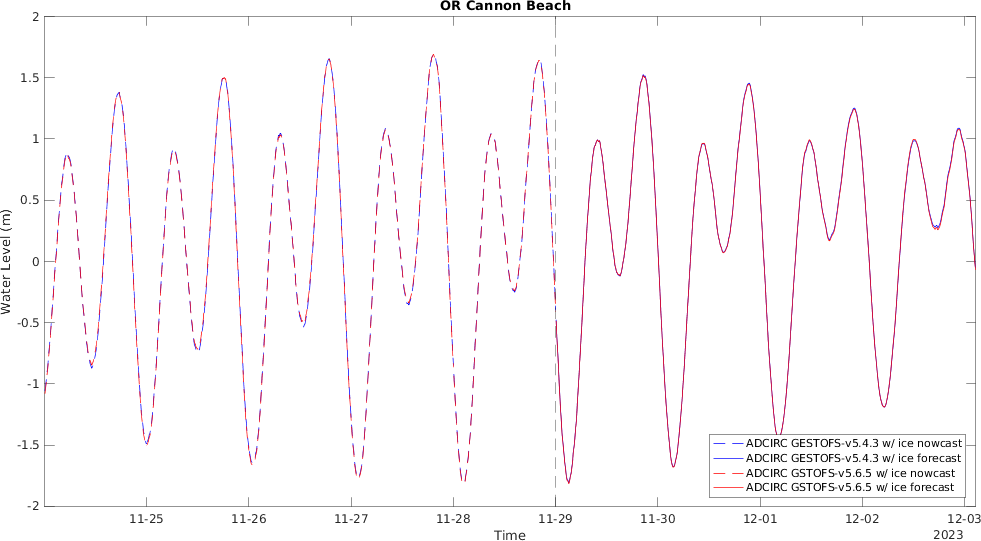 OR Cannon Beach
2
1.5
1
0.5
0
-0.5
-1
-1.5
-2
Water Level (m)
ADCIRC GESTOFS-v5.4.3 w/ ice nowcast
ADCIRC GESTOFS-v5.4.3 w/ ice forecast
ADCIRC GSTOFS-v5.6.5 w/ ice nowcast
ADCIRC GSTOFS-v5.6.5 w/ ice forecast
11-25 11-26 11-27 11-28 11-29 11-30 12-01 12-02 12-03
Time
2023